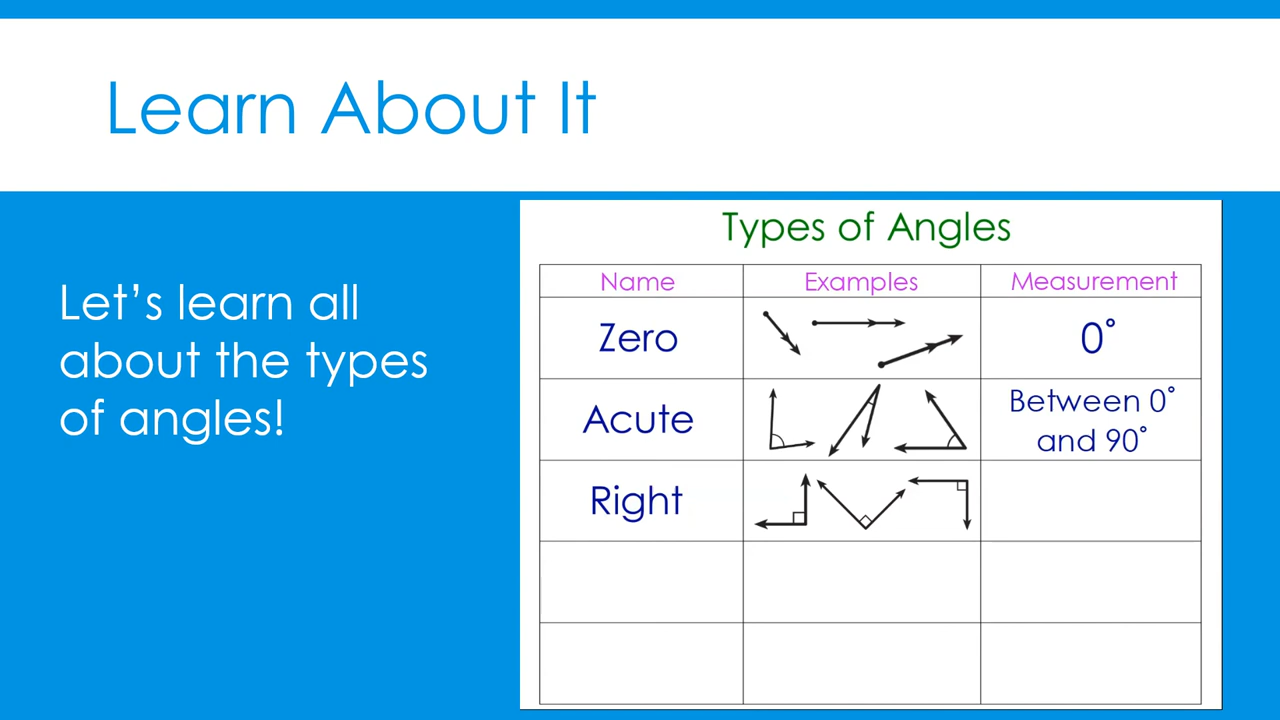 Learn About It
Let’s learn all
about the types
of angles!
Types of Angles
Name Examples Measurement
Zero 0˚
Acute Between 0˚
and 90˚
Right